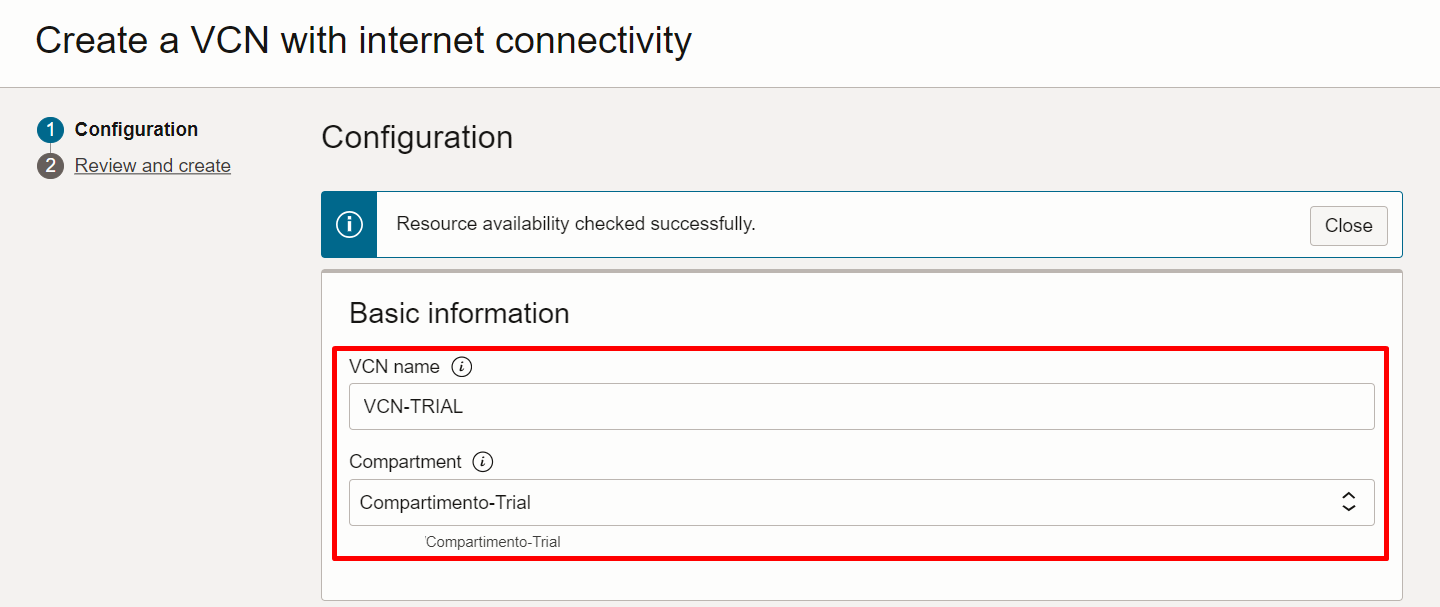 Create a VCN with internet connectivity
1 Configuration
2 Review and create
Configuration
Resource availability checked successfully.
Close
Basic information
VCN name
VCN-TRIAL
Compartment
Compartimento-Trial
Compartimento-Trial